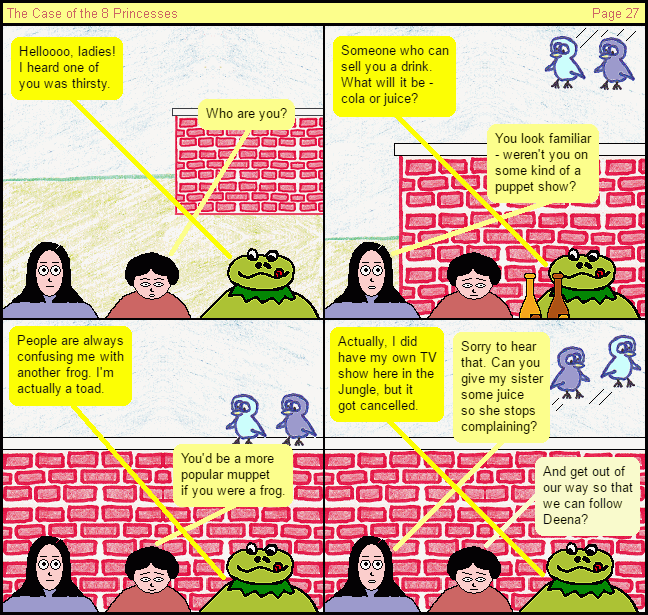 The Case of the 8 Princesses
Page 27
Helloooo, ladies!
I heard one of
you was thirsty.
Who are you?
Someone who can
sell you a drink.
What will it be -
cola or juice?
You look familiar
- weren't you on
some kind of a
puppet show?
People are always
confusing me with
another frog. I'm
actually a toad.
You'd be a more
popular muppet
if you were a frog.
Actually, I did
have my own TV
show here in the
Jungle, but it
got cancelled.
Sorry to hear
that. Can you
give my sister
some juice
so she stops
complaining?
And get out of
our way so that
we can follow
Deena?